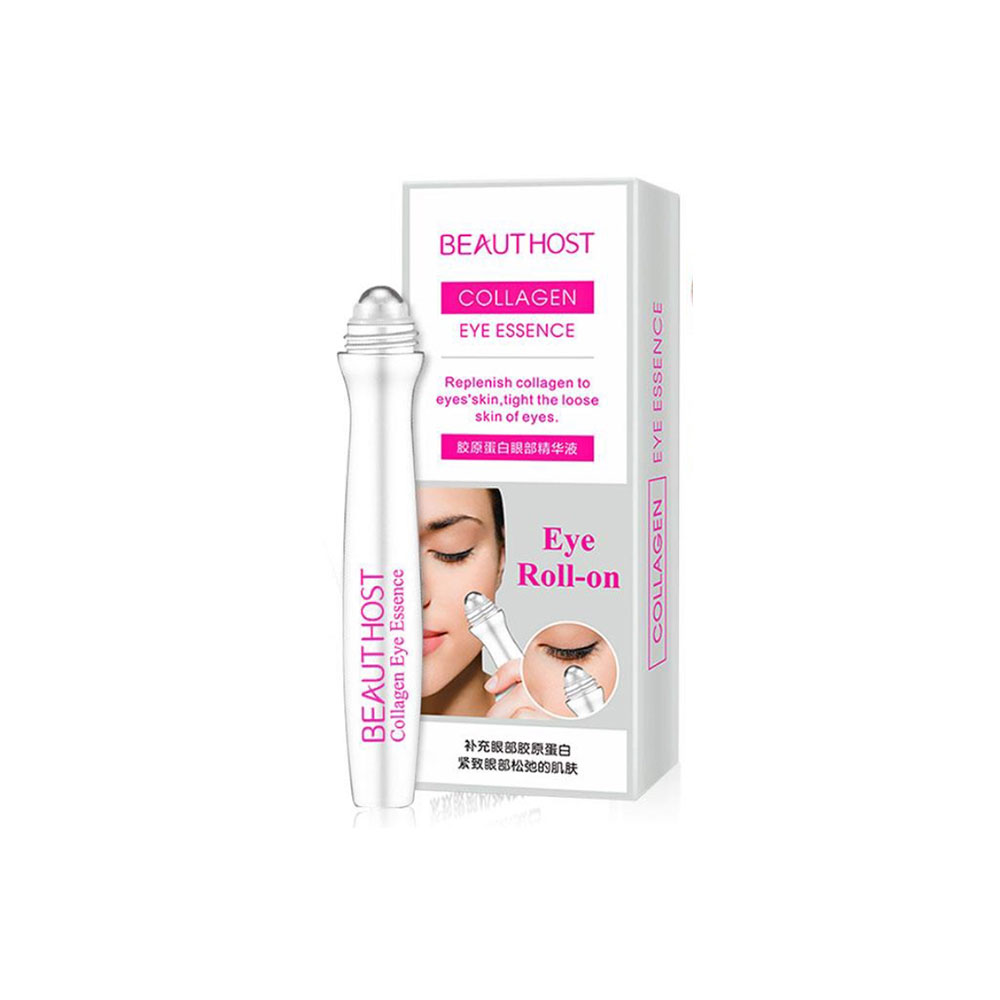 BEAUTHOST
COLLAGEN
EYE ESSENCE
Replenish collagen to
eyes'skin,tight the loose
skin of eyes.
胶原蛋白眼部精华液
Eye
Roll-on
补充眼部胶原蛋白
紧致眼部松弛的肌肤
COLLAGEN EYE ESSENCE
BEAUTHOST
Collagen Eye Essence